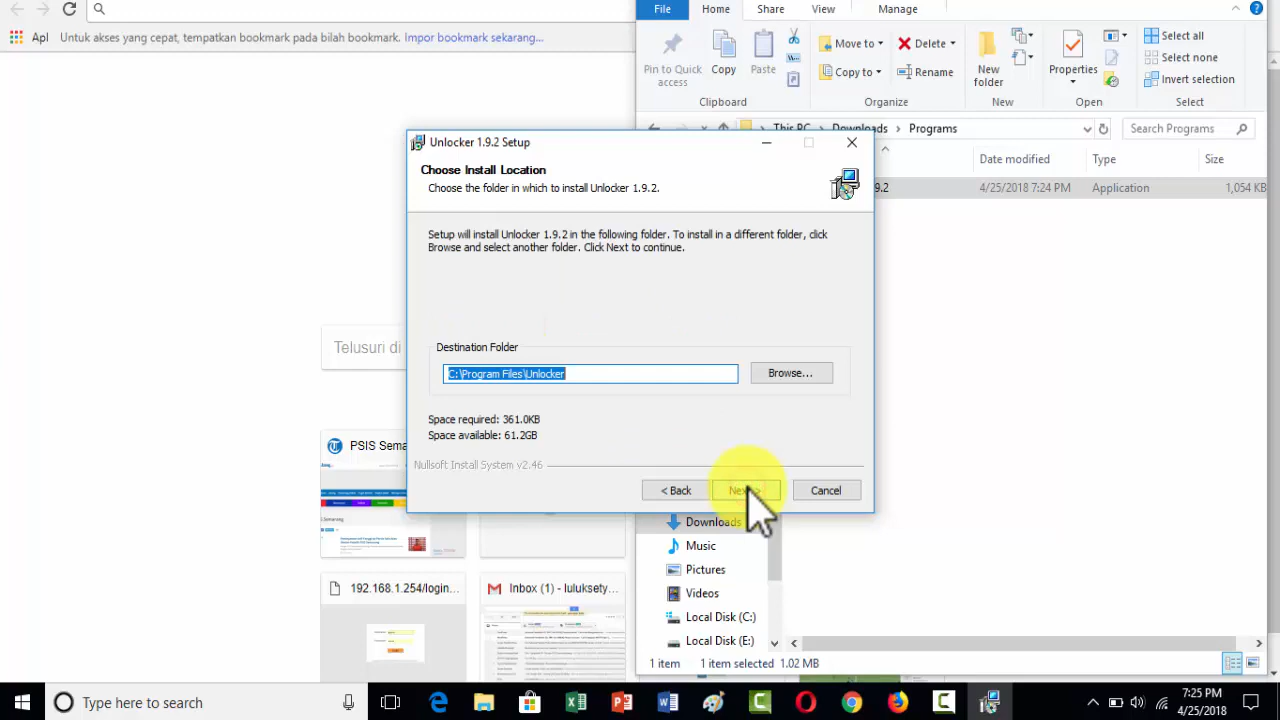 File Home Share View Manage
Apl Untuk akses yang cepat, tempatkan bookmark pada bilah bookmark. Impor bookmark sekarang...
Pin to Quick access
Copy
Paste
Move to
Copy to
Delete
Rename
New folder
Properties
Select all
Select none
Invert selection
Clipboard Organize New Open Select
This PC Downloads Programs
Search Programs
Date modified Type Size
9.2 4/25/2018 7:24 PM Application 1,054 KB
Unlocker 1.9.2 Setup
Choose Install Location
Choose the folder in which to install Unlocker 1.9.2.
Setup will install Unlocker 1.9.2 in the following folder. To install in a different folder, click
Browse and select another folder. Click Next to continue.
Destination Folder
C:\Program Files\Unlocker
Browse...
Space required: 361.0KB
Space available: 61.2GB
Nullsoft Install System v2.46
< Back
Cancel
Telusuri di
PSIS Sema
192.168.1.254/login...
Inbox (1) - luluksety...
Downloads
Music
Pictures
Videos
Local Disk (C:)
Local Disk (E:)
1 item 1 item selected 1.02 MB
Type here to search
7:25 PM
4/25/2018